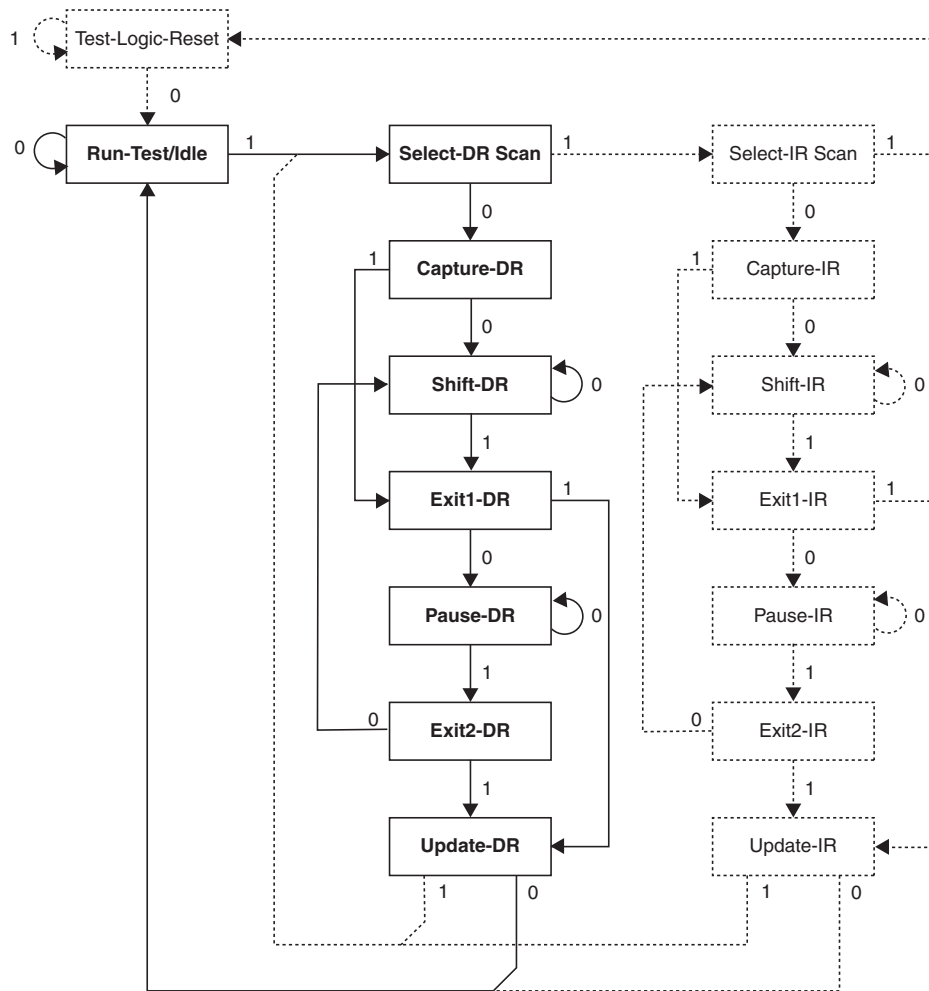 1
Test-Logic-Reset
0
0
Run-Test/Idle
1
Select-DR Scan
1
Select-IR Scan
1
0
0
1
Capture-DR
1
Capture-IR
0
0
Shift-DR
0
Shift-IR
0
1
1
Exit1-DR
1
Exit1-IR
1
0
0
Pause-DR
0
Pause-IR
0
1
1
0
Exit2-DR
0
Exit2-IR
1
1
Update-DR
Update-IR
1
0
1
0